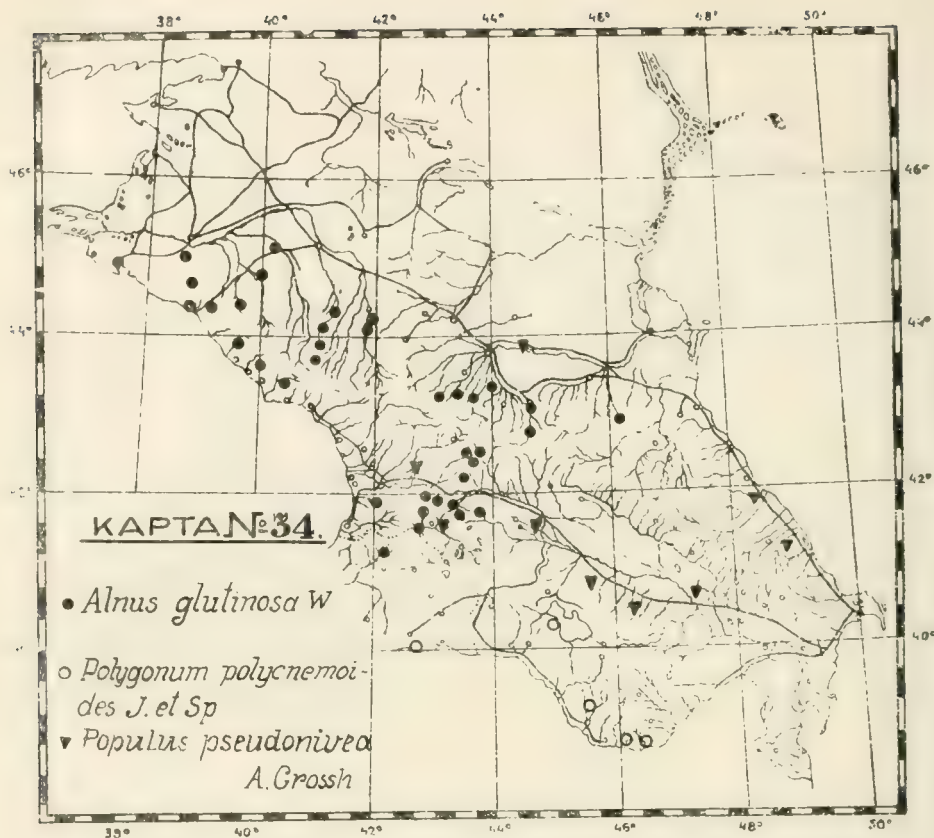 38° 40° 42° 44° 46° 48° 50°
46° 46°
44° 44°
42° 42°
КАРТА №34.
● Alnus glutinosa W
40°
○ Polygonum polycnemoi-
des J. et Sp
▼ Populus pseudonivea
A. Grossh
39° 40° 42° 44° 46° 48° 50°